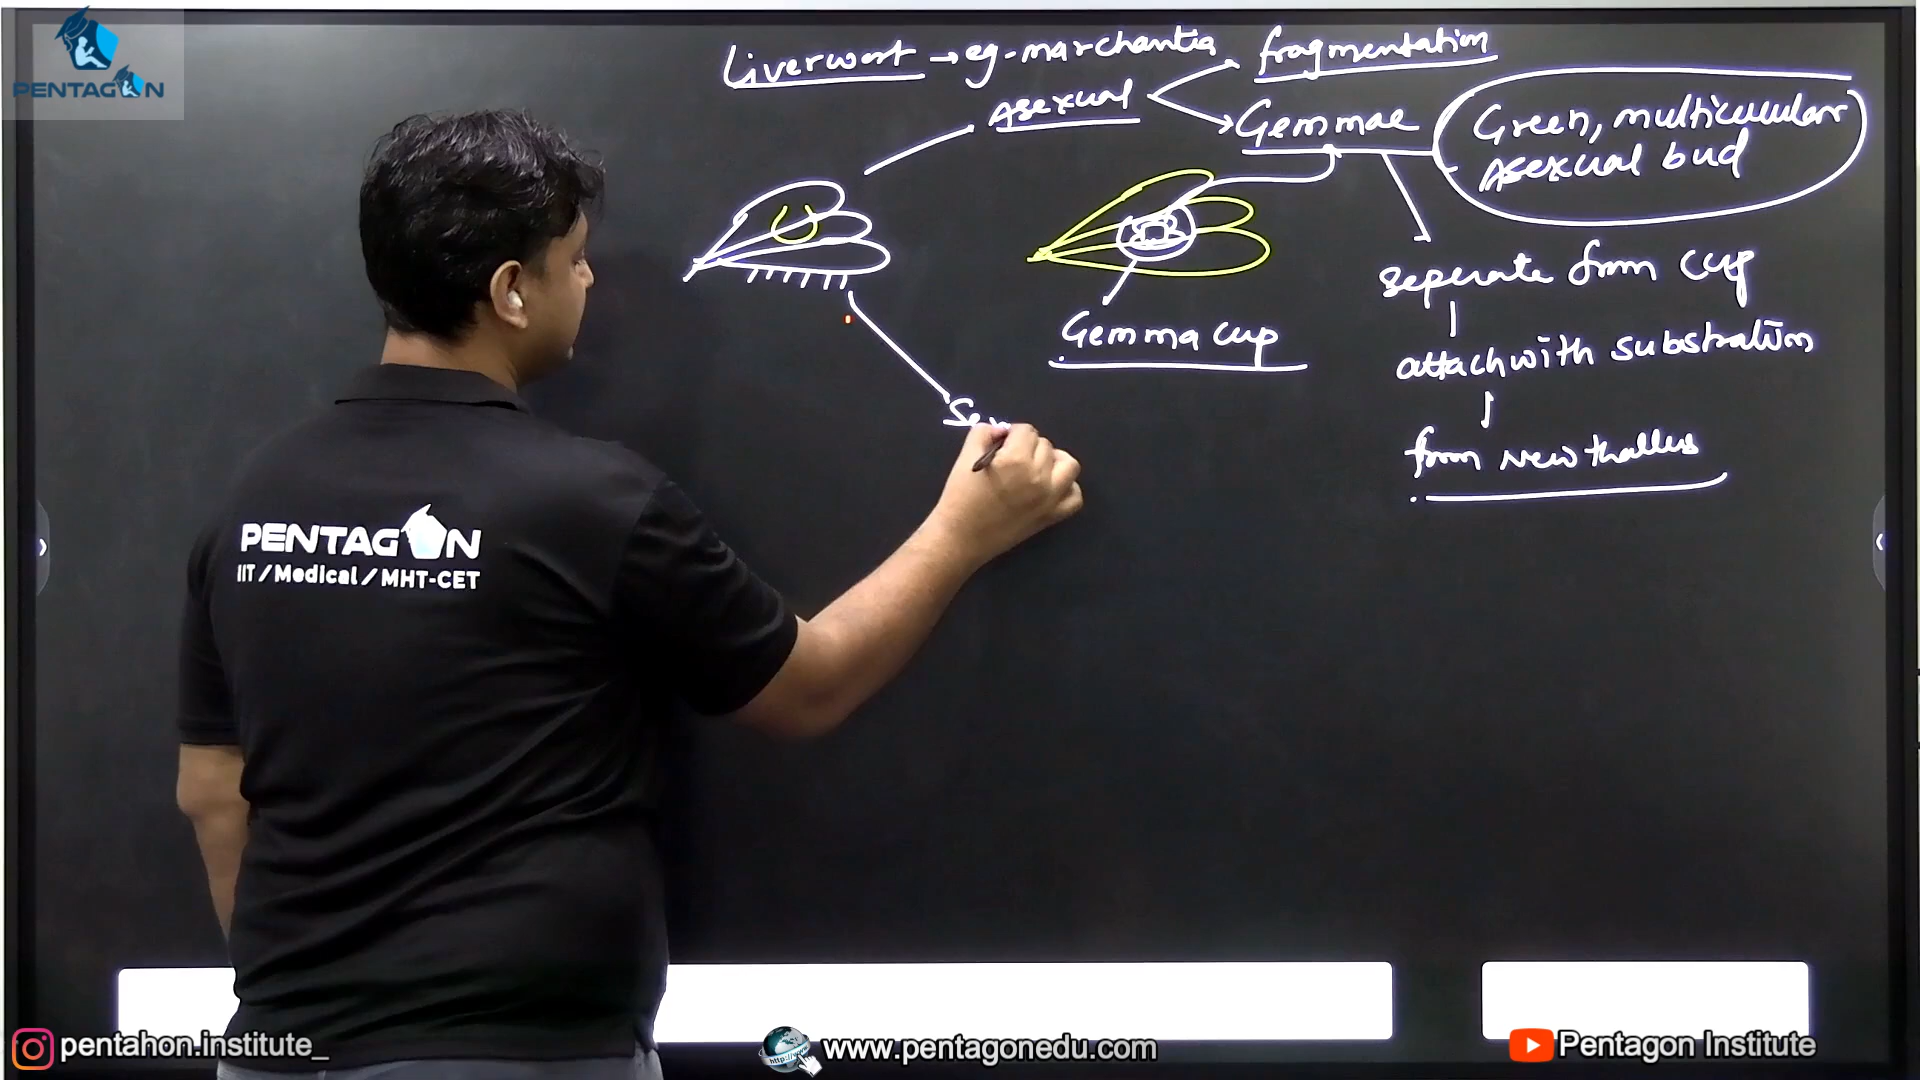 PENTAGON
Liverwort → eg - marchantia
fragmentation
Asexual
Gemmae
Green, multicellular
Asexual bud
seperate from cup
Gemma cup
attach with substration
from New thallus
PENTAGON
IIT / Medical / MHT-CET
pentahon.institute_
www.pentagonedu.com
Pentagon Institute